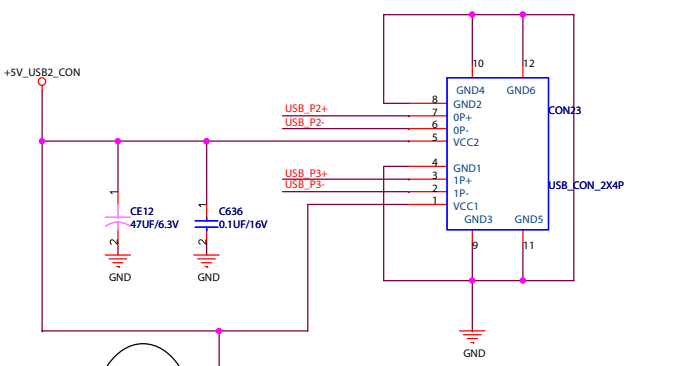 10
12
+5V_USB2_CON
GND4
GND6
8
GND2
CON23
USB_P2+
7
0P+
USB_P2-
6
0P-
5
VCC2
4
GND1
USB_P3+
3
1P+
USB_P3-
2
1P-
USB_CON_2X4P
1
VCC1
1
1
CE12
47UF/6.3V
C636
0.1UF/16V
GND3
GND5
2
2
9
11
GND
GND
GND